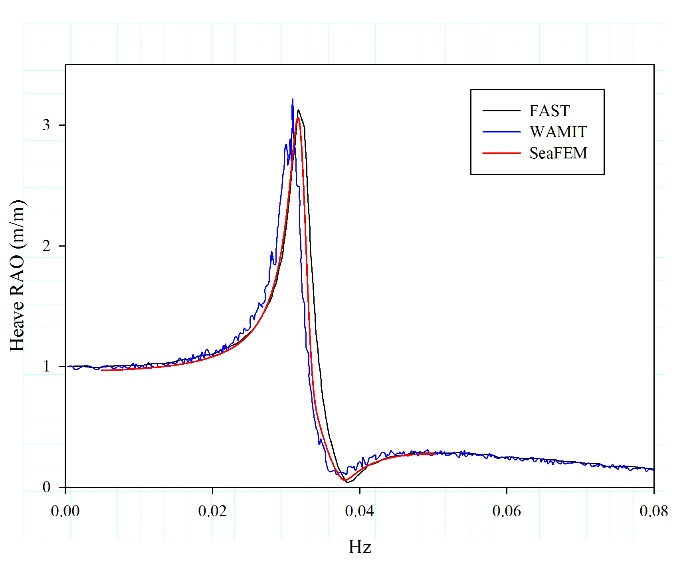 FAST
WAMIT
SeaFEM
Heave RAO (m/m)
3
2
1
0
0,00
0,02
0,04
0,06
0,08
Hz